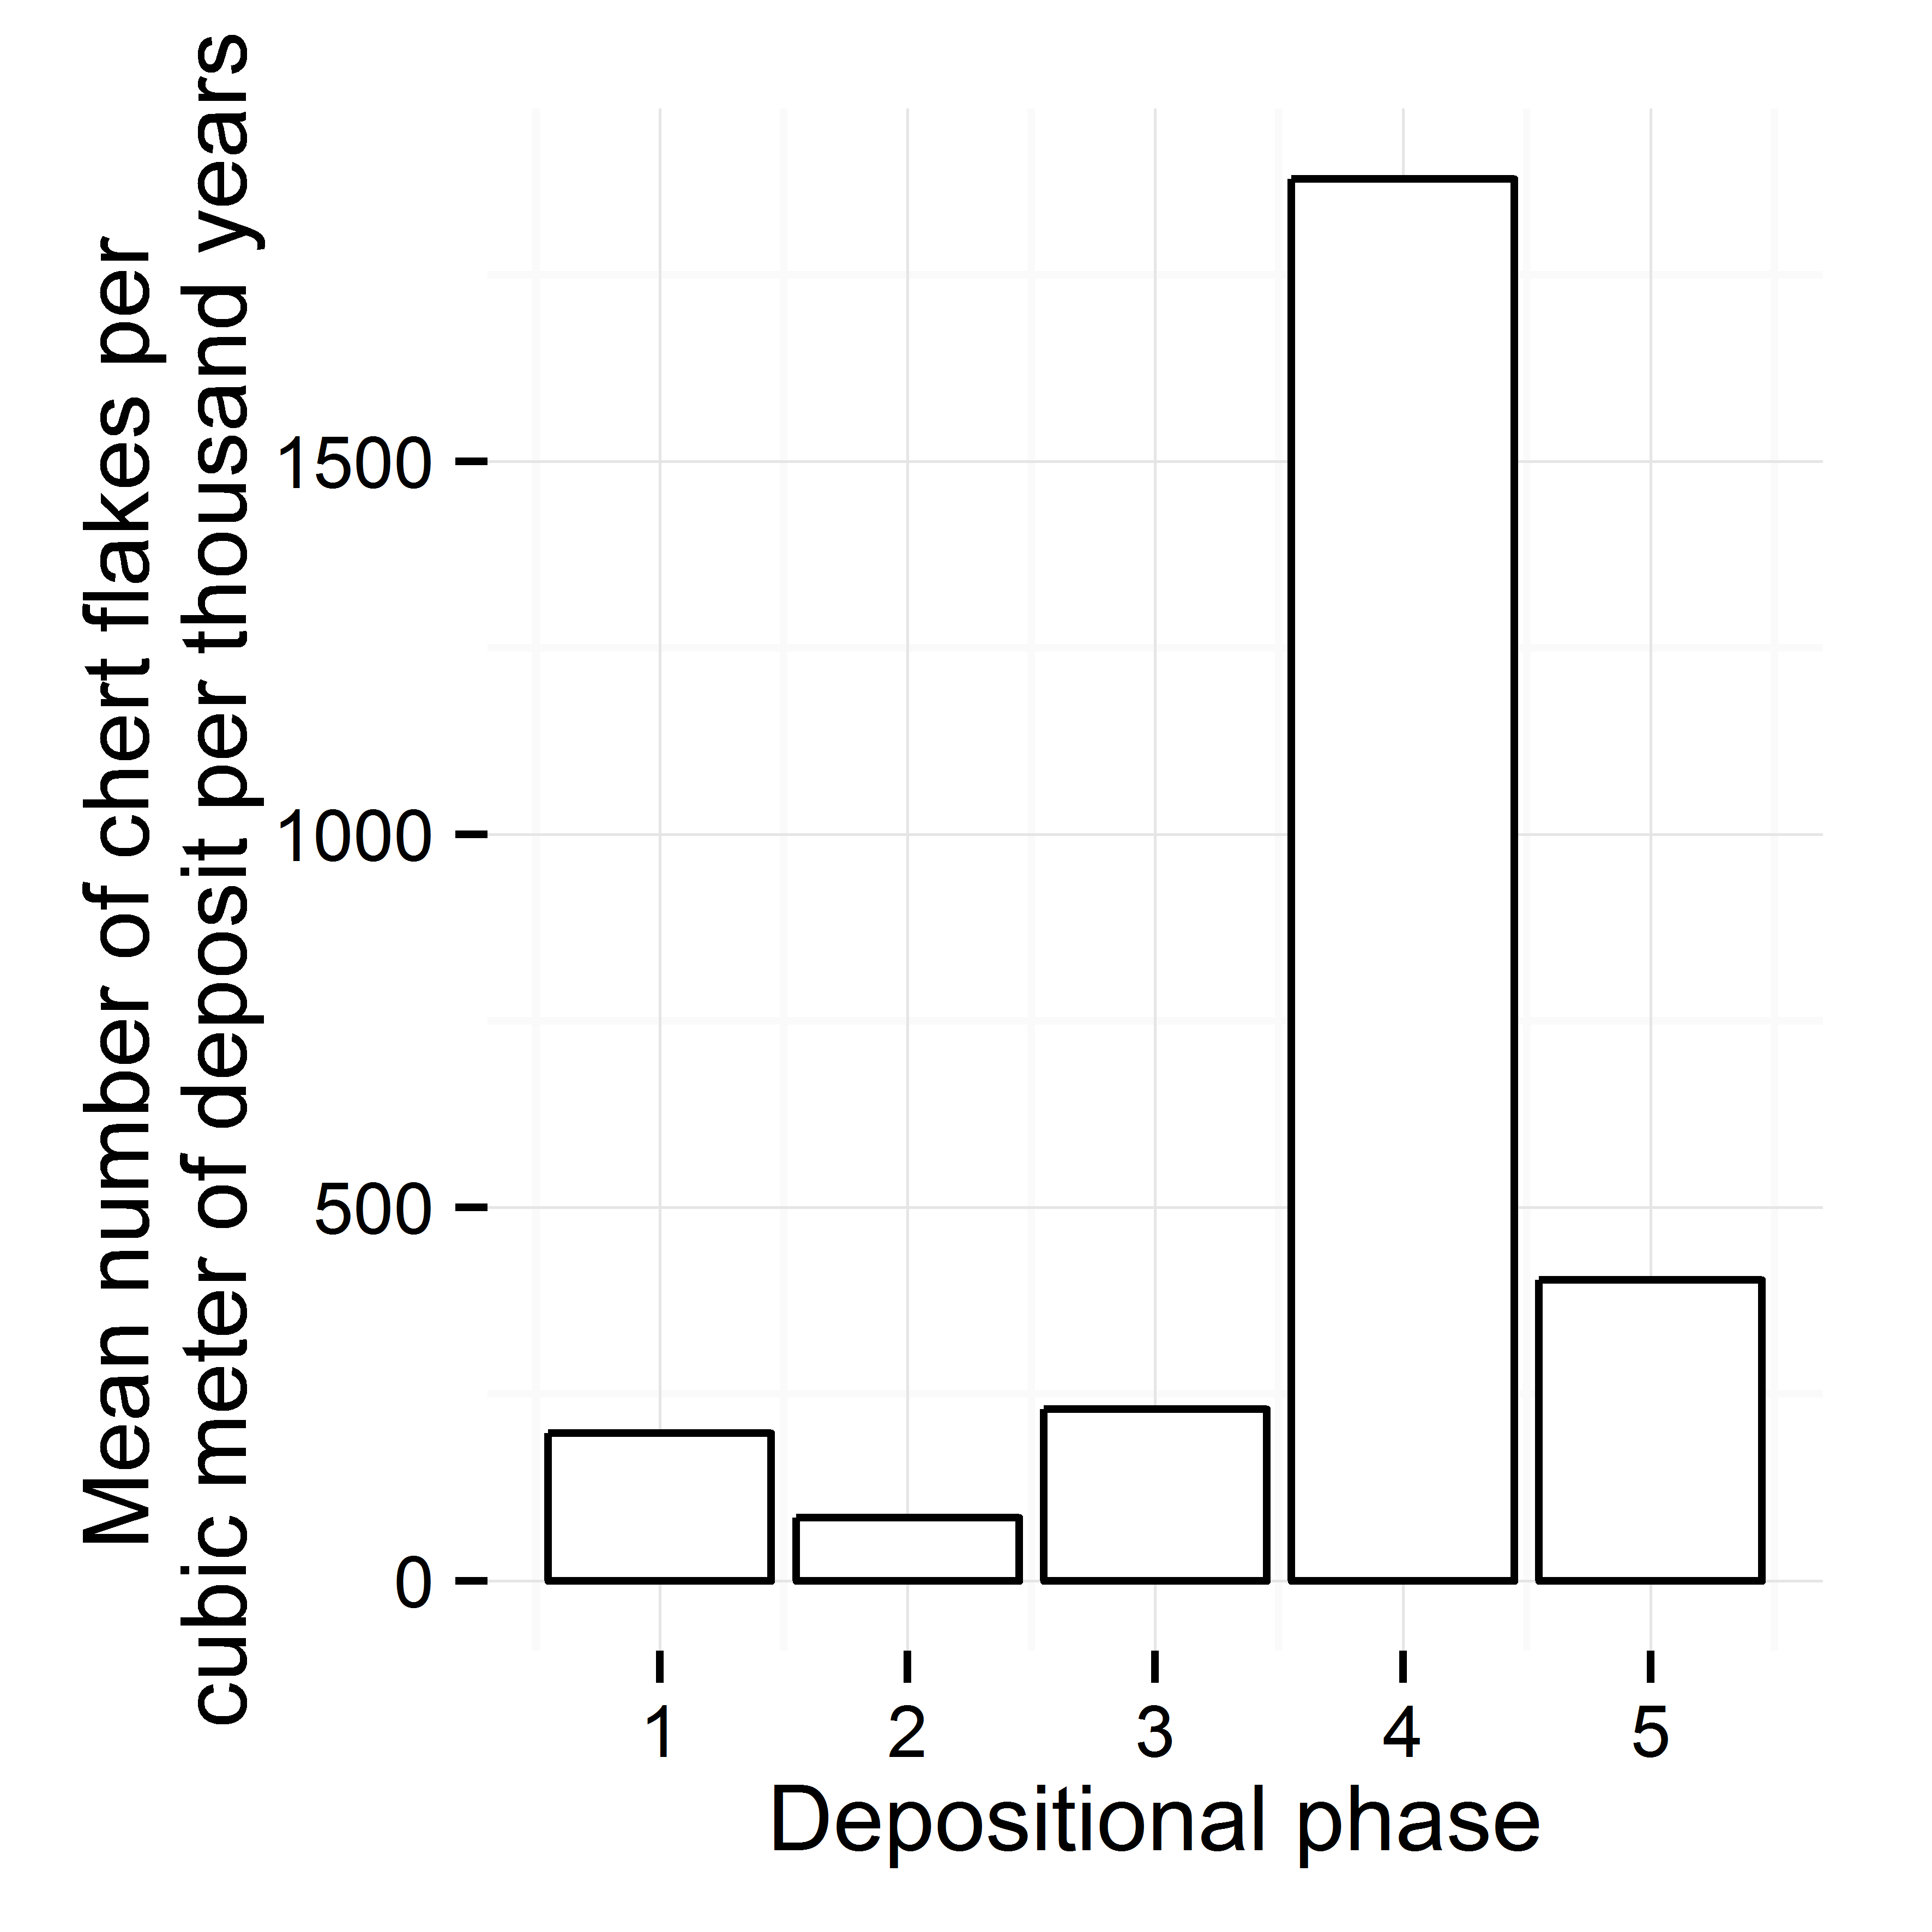 Mean number of chert flakes per
cubic meter of deposit per thousand years
1500
1000
500
0
1 2 3 4 5
Depositional phase